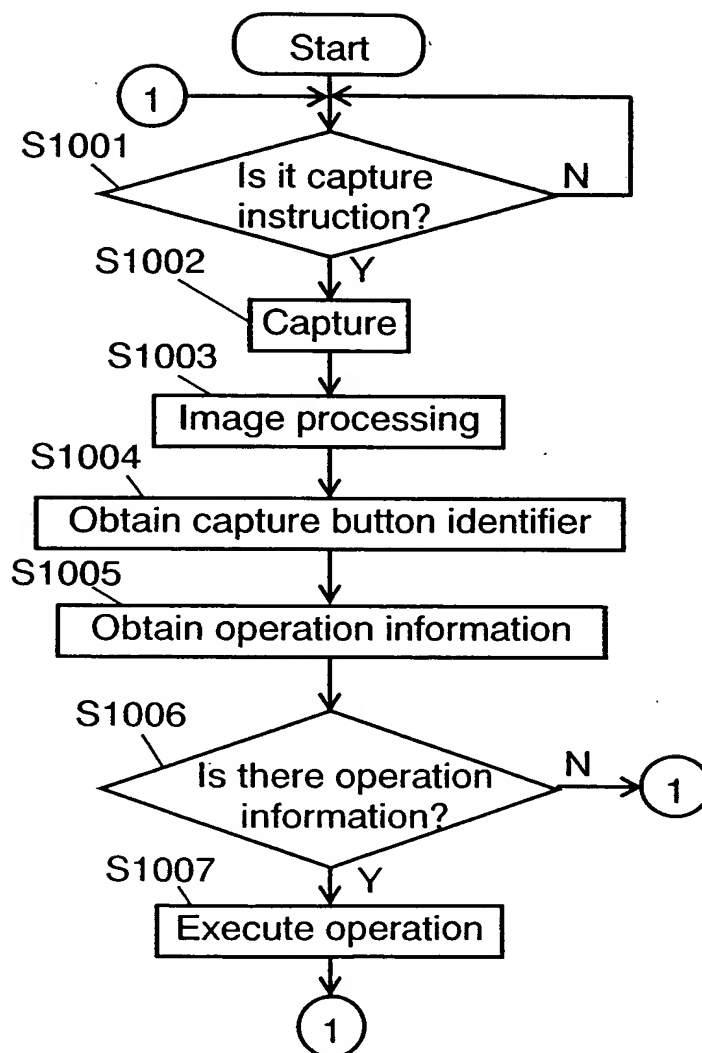 Start
1
S1001
Is it capture
instruction?
N
Y
S1002
Capture
S1003
Image processing
S1004
Obtain capture button identifier
S1005
Obtain operation information
S1006
Is there operation
information?
N
1
Y
S1007
Execute operation
1